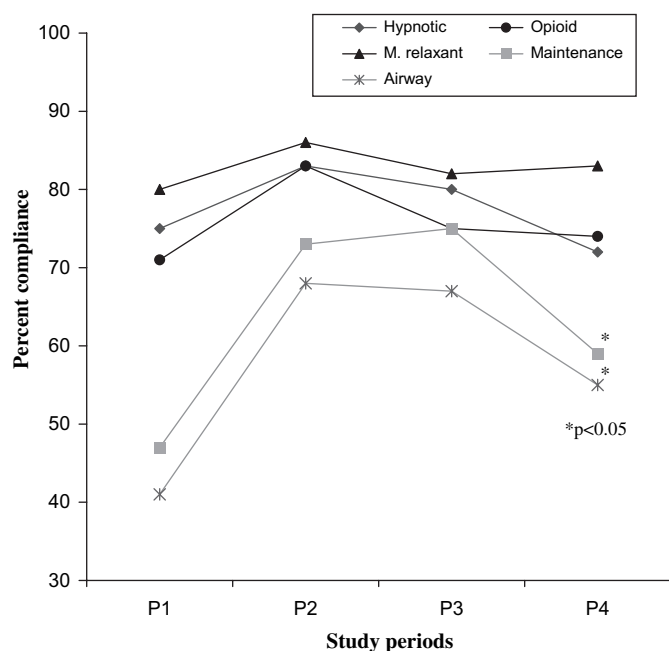 Hypnotic Opioid
M. relaxant Maintenance
Airway
100
90
80
70
60
50
40
30
Percent compliance
*
*
*p<0.05
P1 P2 P3 P4
Study periods